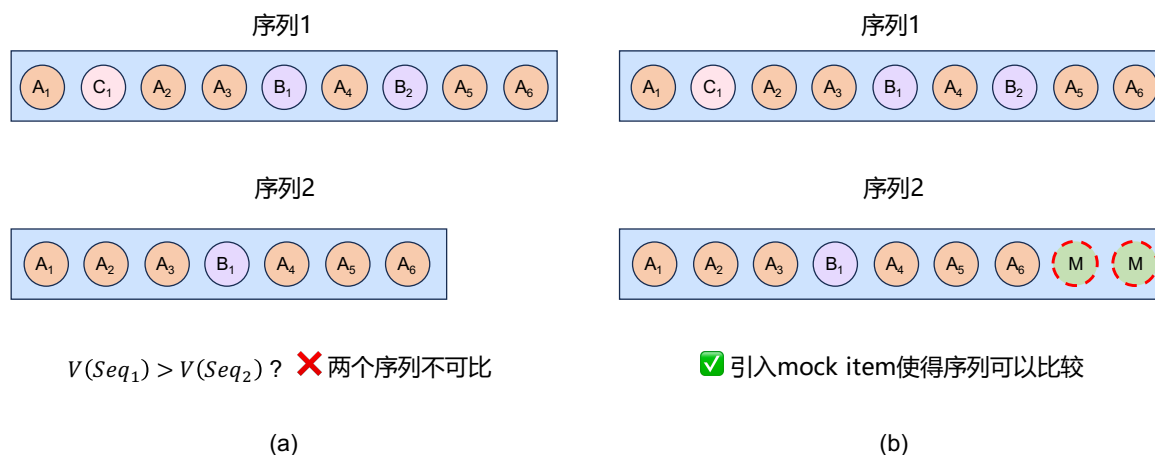 序列1
A₁ C₁ A₂ A₃ B₁ A₄ B₂ A₅ A₆
序列2
A₁ A₂ A₃ B₁ A₄ A₅ A₆
V(Seq₁) > V(Seq₂) ? ❌ 两个序列不可比
(a)
序列1
A₁ C₁ A₂ A₃ B₁ A₄ B₂ A₅ A₆
序列2
A₁ A₂ A₃ B₁ A₄ A₅ A₆ M M
✅ 引入mock item使得序列可以比较
(b)